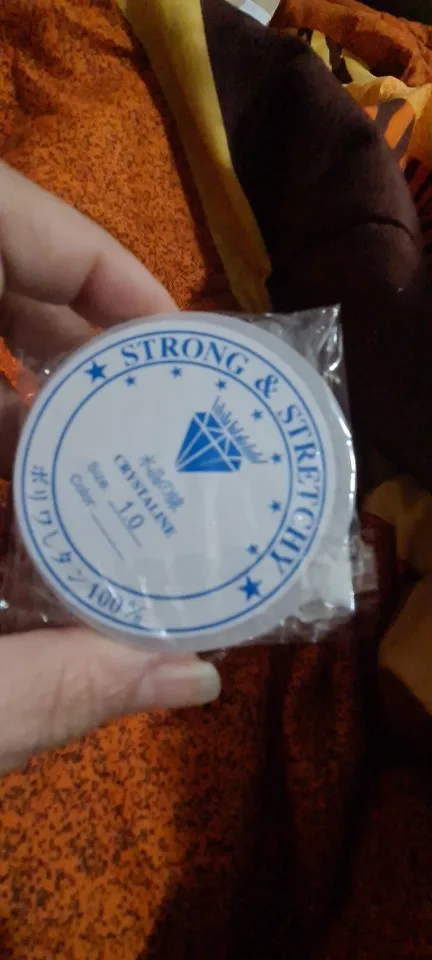 ★ STRONG & STRETCHY ★
CRYSTALINE
Size: 1.0
Color
ポリウレタン100%